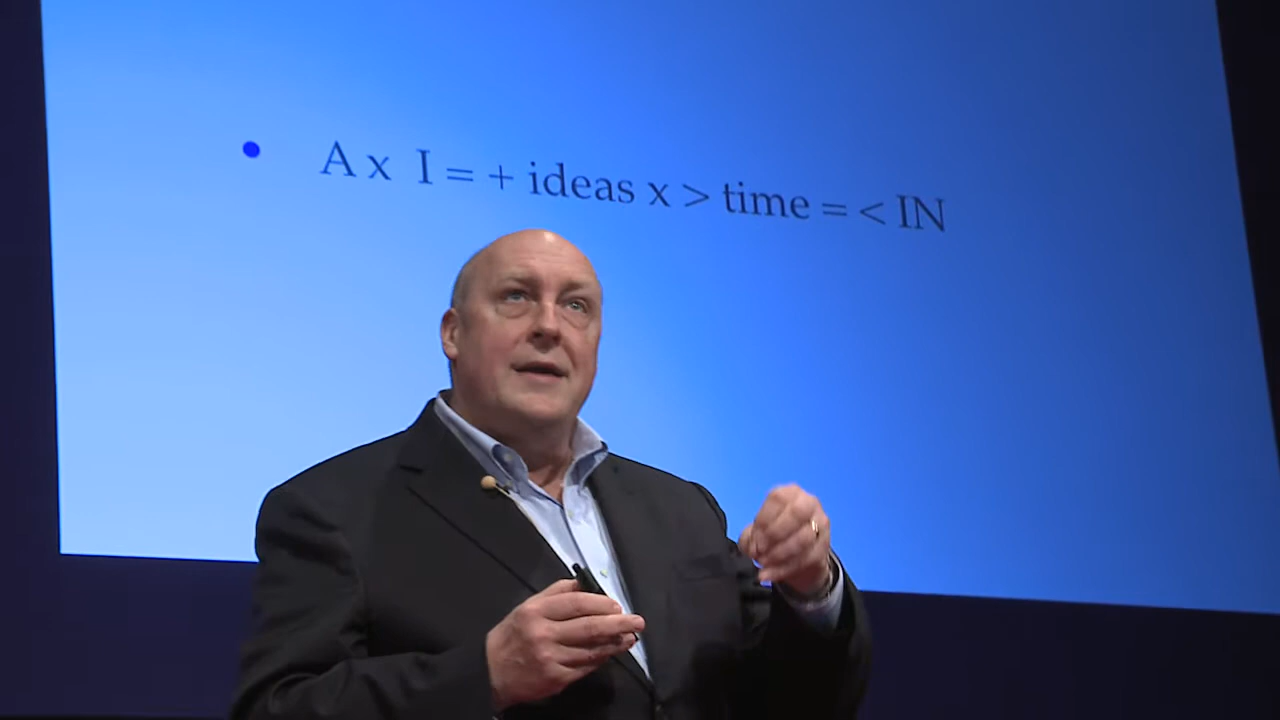 • A x I = + ideas x > time = < IN